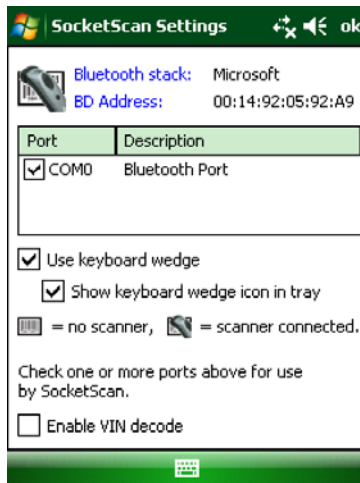 SocketScan Settings ok
Bluetooth stack: Microsoft
BD Address: 00:14:92:05:92:A9
Port Description
COM0 Bluetooth Port
Use keyboard wedge
Show keyboard wedge icon in tray
= no scanner, = scanner connected.
Check one or more ports above for use
by SocketScan.
Enable VIN decode